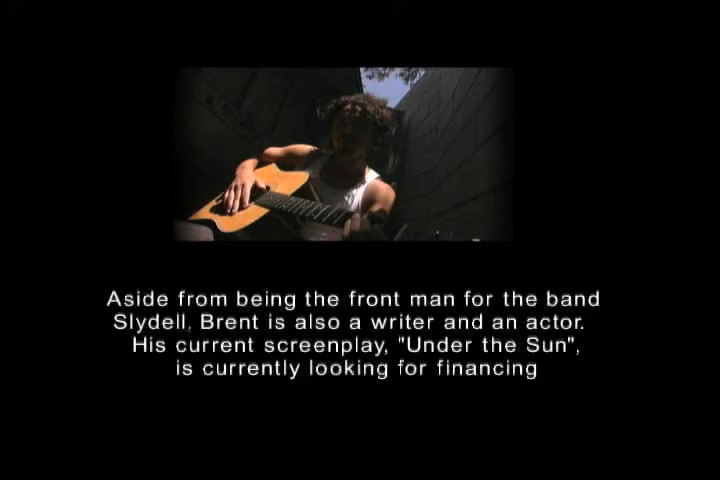 Aside from being the front man for the band
Slydell, Brent is also a writer and an actor.
His current screenplay, "Under the Sun",
is currently looking for financing